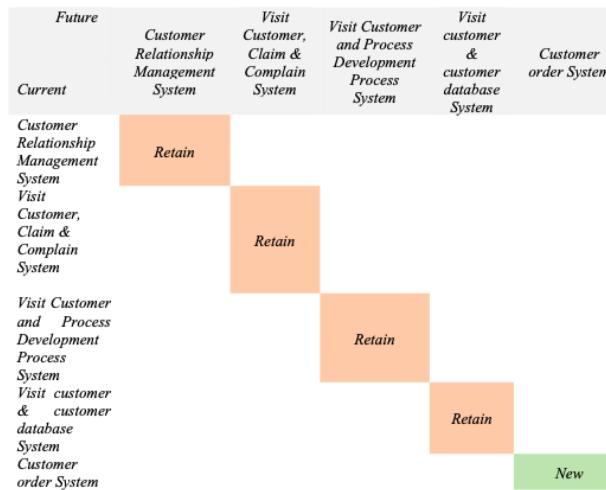 Future
Current
Customer
Relationship
Management
System
Visit
Customer,
Claim &
Complain
System
Visit Customer
and Process
Development
Process
System
Visit
customer
&
customer
database
System
Customer
order System
Customer
Relationship
Management
System
Retain
Visit
Customer,
Claim &
Complain
System
Retain
Visit Customer
and Process
Development
Process
System
Retain
Visit customer
& customer
database
System
Retain
Customer
order System
New